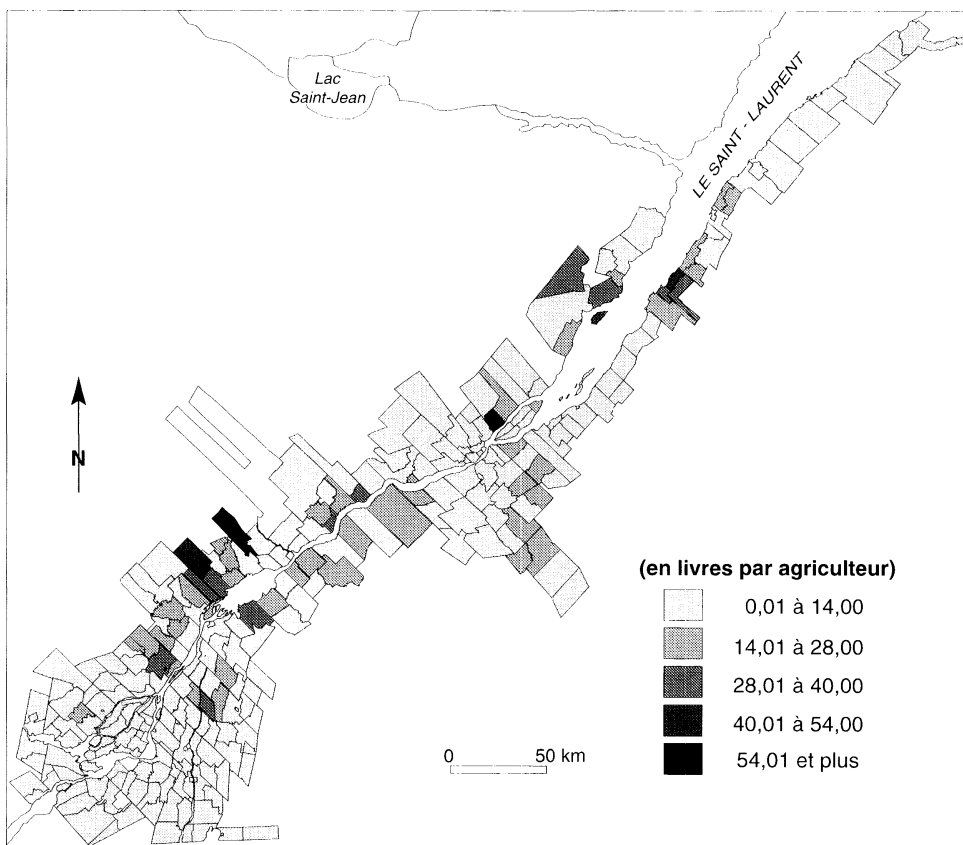 Lac
Saint-Jean
LE SAINT - LAURENT
N
(en livres par agriculteur)
0,01 à 14,00
14,01 à 28,00
28,01 à 40,00
40,01 à 54,00
54,01 et plus
0 50 km